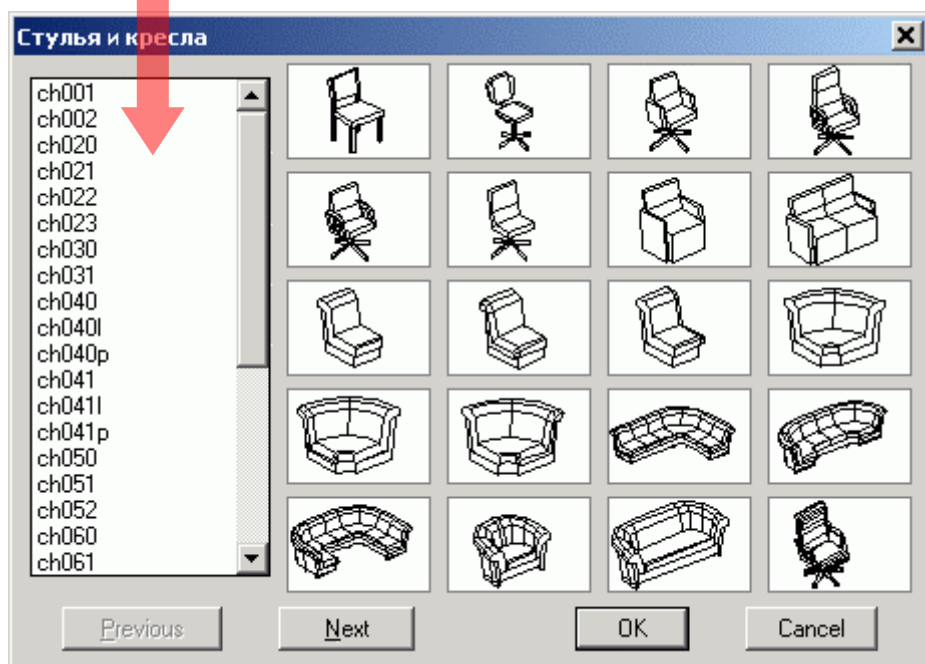 Стулья и кресла
ch001
ch002
ch020
ch021
ch022
ch023
ch030
ch031
ch040
ch040l
ch040p
ch041
ch041l
ch041p
ch050
ch051
ch052
ch060
ch061
Previous
Next
OK
Cancel